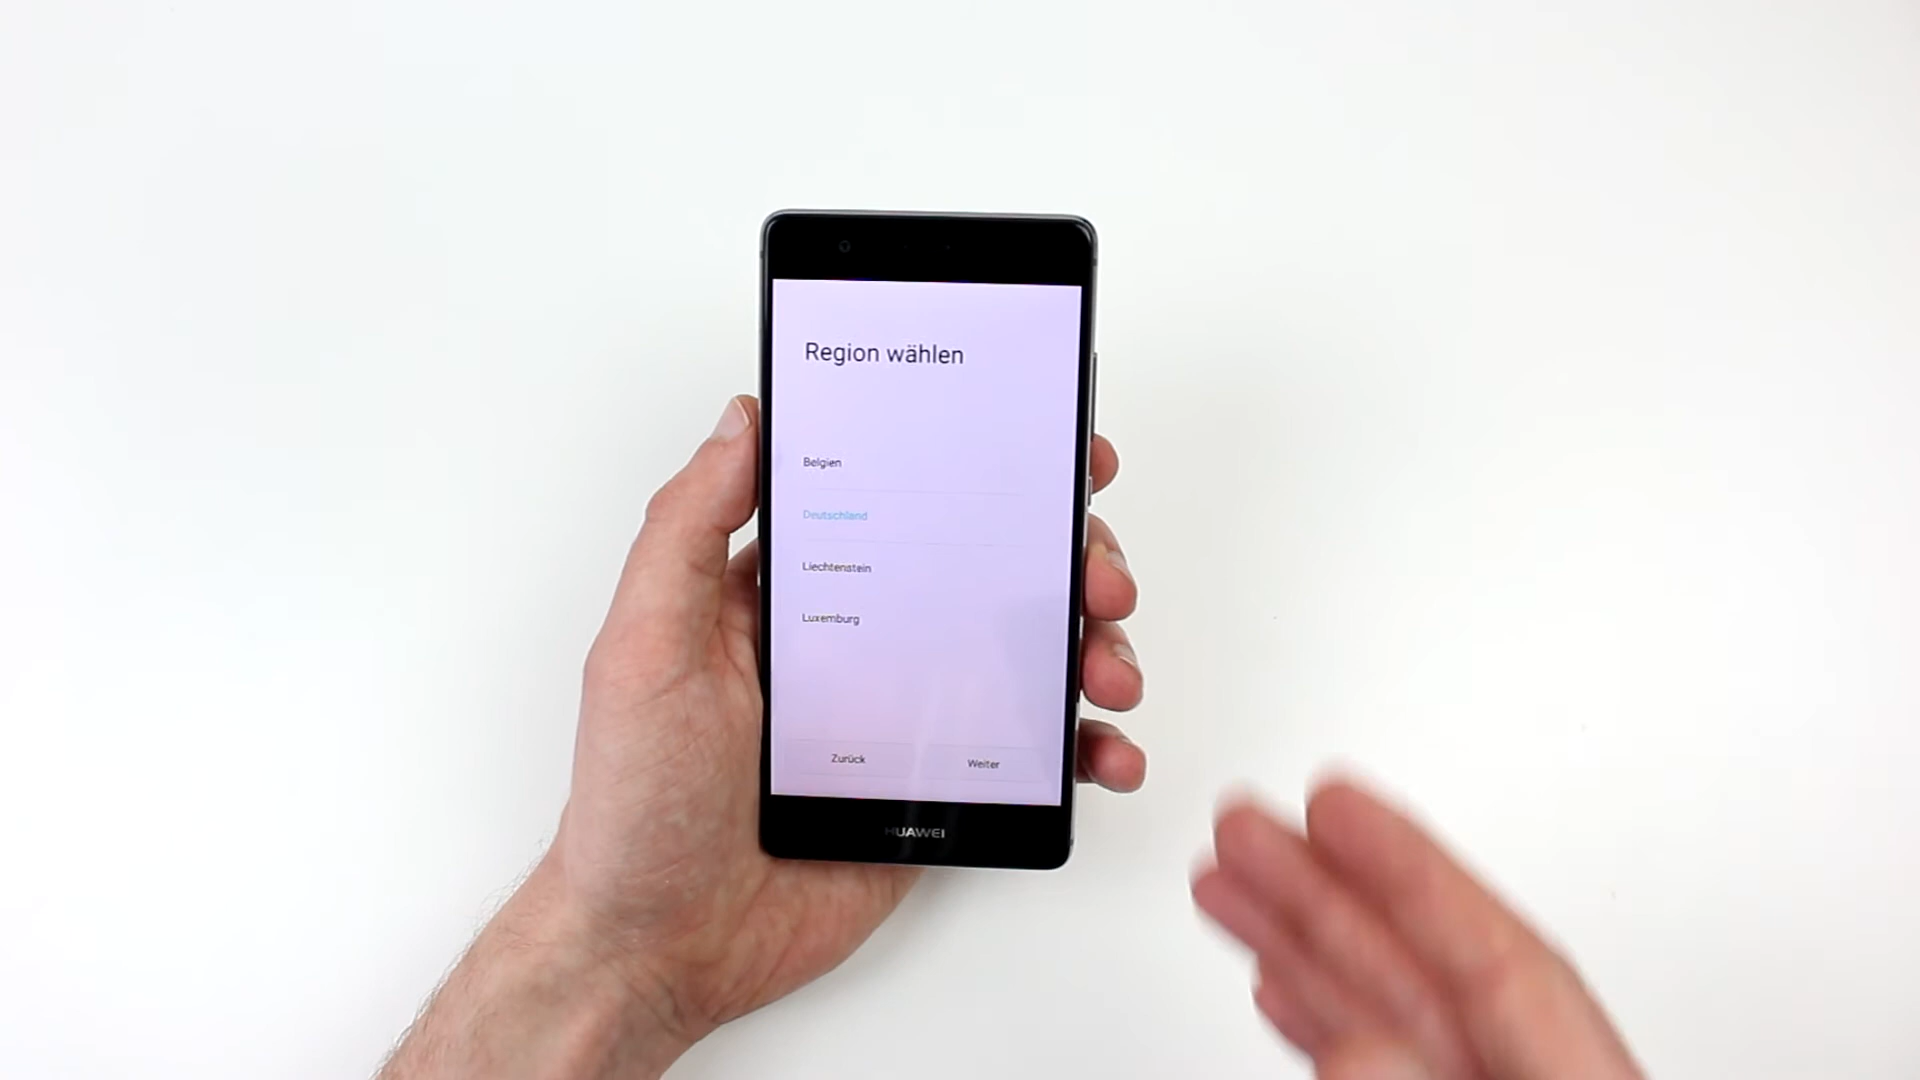 Region wählen
Belgien
Deutschland
Liechtenstein
Luxemburg
Zurück
Weiter
HUAWEI